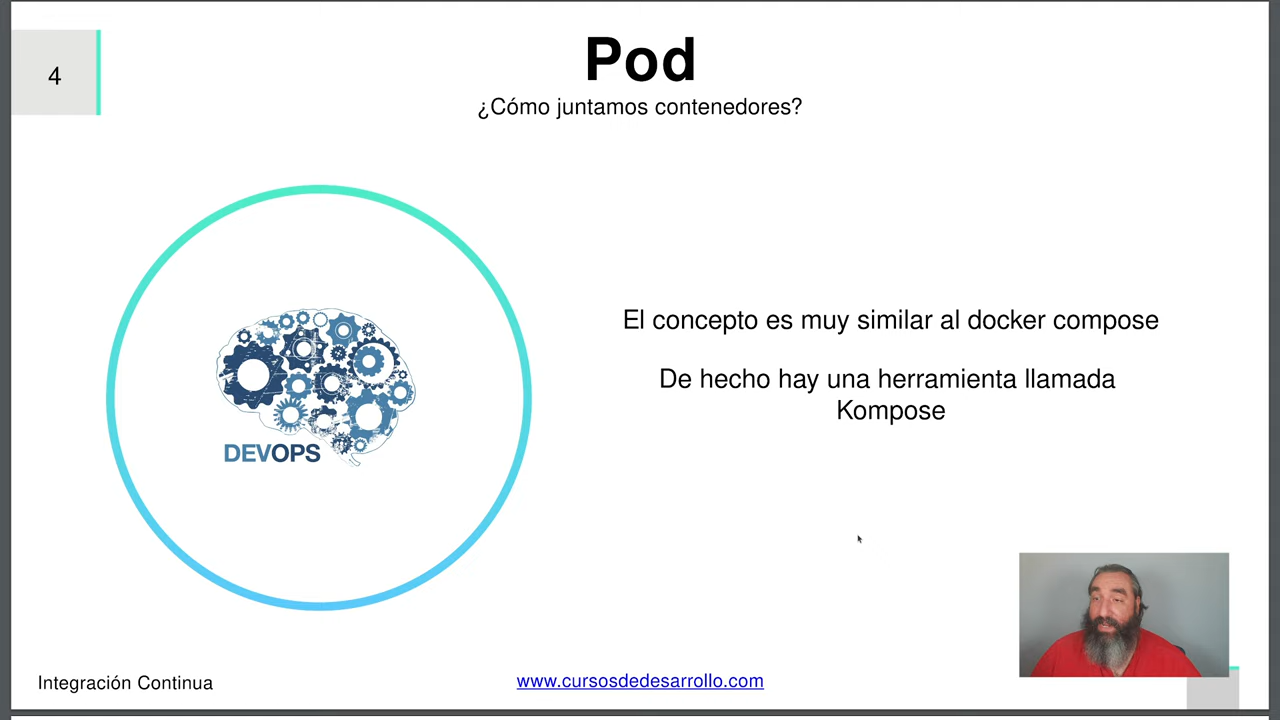 4
Pod
¿Cómo juntamos contenedores?
El concepto es muy similar al docker compose
De hecho hay una herramienta llamada
Kompose
DEVOPS
Integración Continua
www.cursosdedesarrollo.com